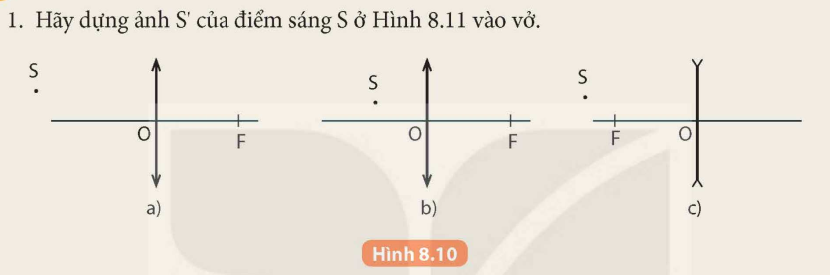 1. Hãy dựng ảnh S' của điểm sáng S ở Hình 8.11 vào vở.
S S S
O F O F F O
a) b) c)
Hình 8.10